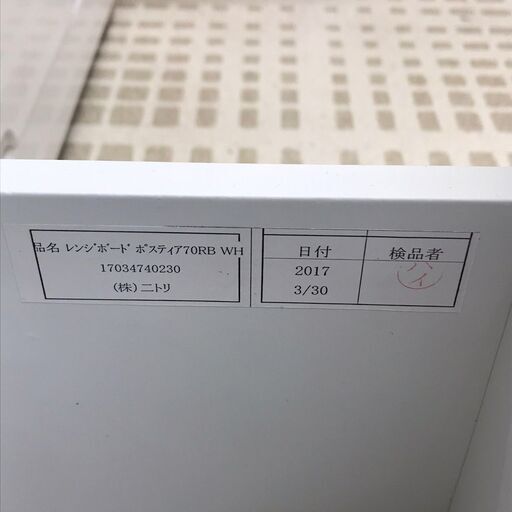 品名 ﾚﾝｼﾞﾎﾞｰﾄﾞ ﾎﾟｽﾃｨｱ70RB WH
17034740230
(株)ニトリ
日付 検品者
2017
3/30
ハイ